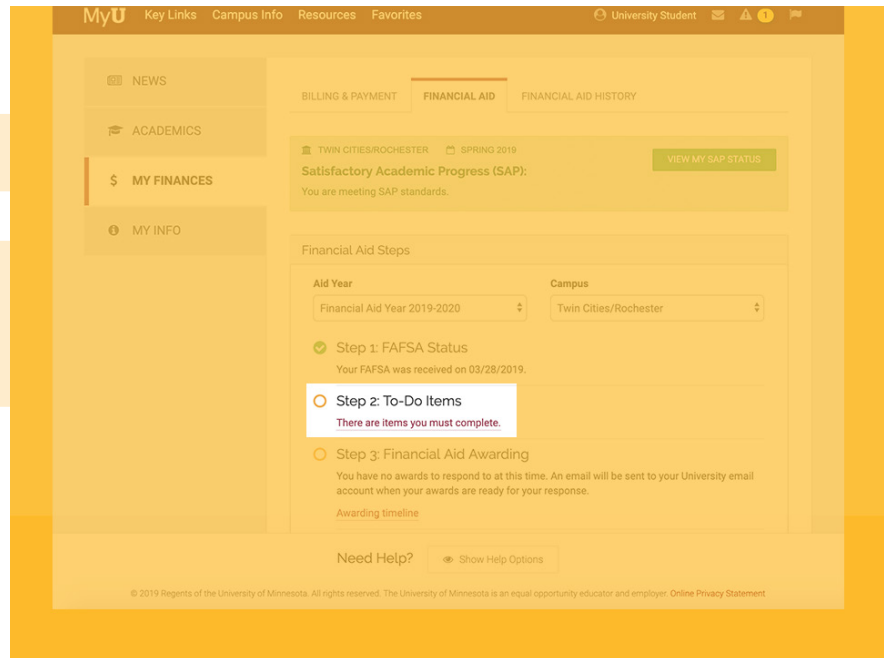 MyU Key Links Campus Info Resources Favorites University Student 1
NEWS
ACADEMICS
$ MY FINANCES
MY INFO
BILLING & PAYMENT FINANCIAL AID FINANCIAL AID HISTORY
TWIN CITIES/ROCHESTER SPRING 2019
Satisfactory Academic Progress (SAP):
You are meeting SAP standards.
VIEW MY SAP STATUS
Financial Aid Steps
Aid Year Campus
Financial Aid Year 2019-2020 Twin Cities/Rochester
Step 1: FAFSA Status
Your FAFSA was received on 03/28/2019.
Step 2: To-Do Items
There are items you must complete.
Step 3: Financial Aid Awarding
You have no awards to respond to at this time. An email will be sent to your University email
account when your awards are ready for your response.
Awarding timeline
Need Help? Show Help Options
© 2019 Regents of the University of Minnesota. All rights reserved. The University of Minnesota is an equal opportunity educator and employer. Online Privacy Statement